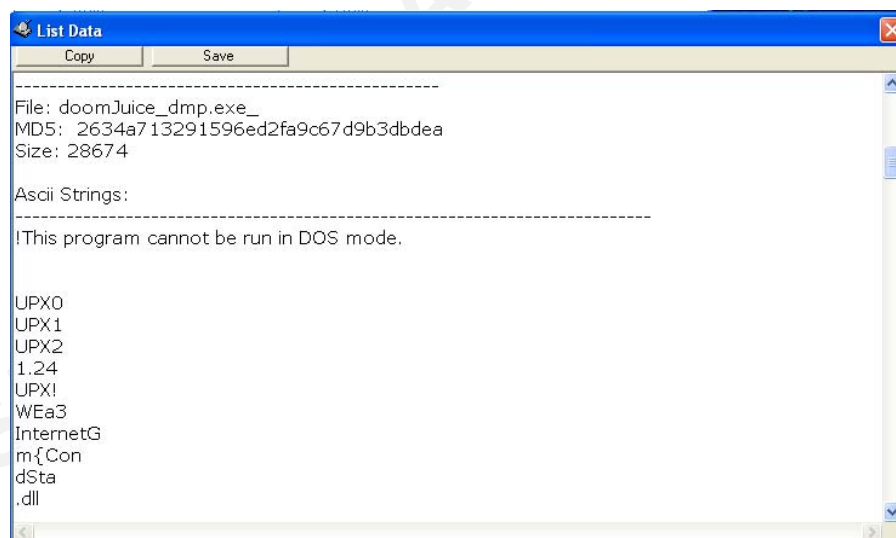 List Data
Copy Save
-------------------------------------------------
File: doomJuice_dmp.exe_
MD5: 2634a713291596ed2fa9c67d9b3dbdea
Size: 28674
Ascii Strings:
---------------------------------------------------------------------------
!This program cannot be run in DOS mode.
UPX0
UPX1
UPX2
1.24
UPX!
WEa3
InternetG
m{Con
dSta
.dll